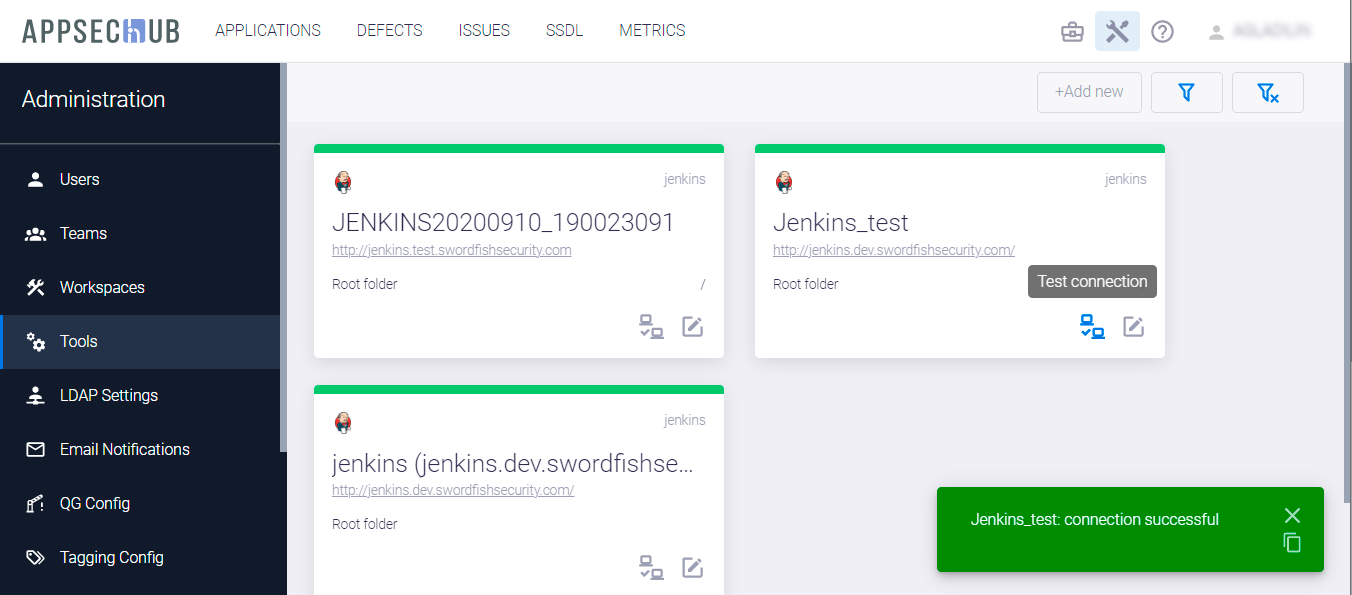 APPSECHUB
APPLICATIONS DEFECTS ISSUES SSDL METRICS
Administration
+Add new
Users
Teams
Workspaces
Tools
LDAP Settings
Email Notifications
QG Config
Tagging Config
jenkins
JENKINS20200910_190023091
http://jenkins.test.swordfishsecurity.com
Root folder /
jenkins
Jenkins_test
http://jenkins.dev.swordfishsecurity.com/
Root folder
Test connection
jenkins
jenkins (jenkins.dev.swordfishse...
http://jenkins.dev.swordfishsecurity.com/
Root folder
Jenkins_test: connection successful